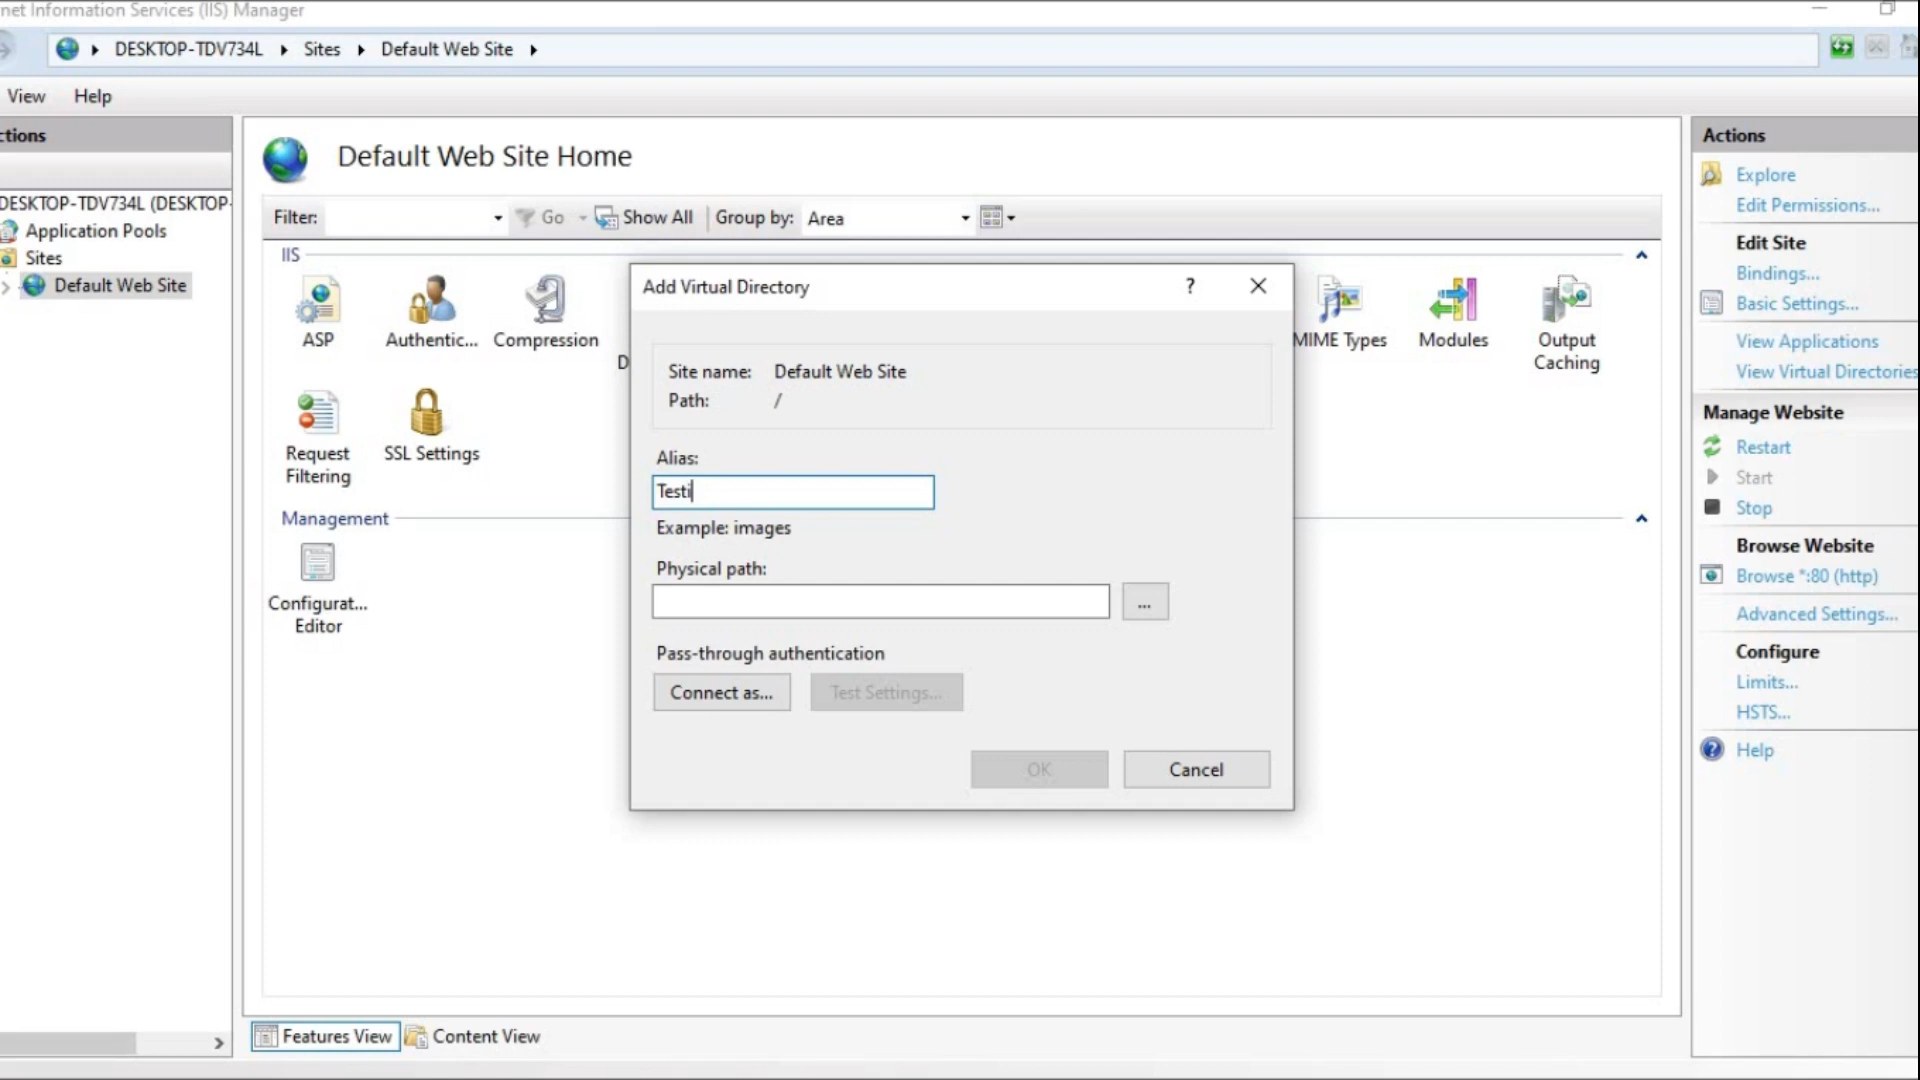 net Information Services (IIS) Manager
DESKTOP-TDV734L Sites Default Web Site
View Help
ctions
DESKTOP-TDV734L (DESKTOP-
Application Pools
Sites
Default Web Site
Default Web Site Home
Filter: Go Show All Group by: Area
IIS
ASP
Authentic...
Compression
D
MIME Types
Modules
Output
Caching
Request
Filtering
SSL Settings
Management
Configurat...
Editor
Add Virtual Directory ?
Site name: Default Web Site
Path: /
Alias:
Testi
Example: images
Physical path:
...
Pass-through authentication
Connect as... Test Settings...
OK Cancel
Features View Content View
Actions
Explore
Edit Permissions...
Edit Site
Bindings...
Basic Settings...
View Applications
View Virtual Directories
Manage Website
Restart
Start
Stop
Browse Website
Browse *:80 (http)
Advanced Settings...
Configure
Limits...
HSTS...
Help